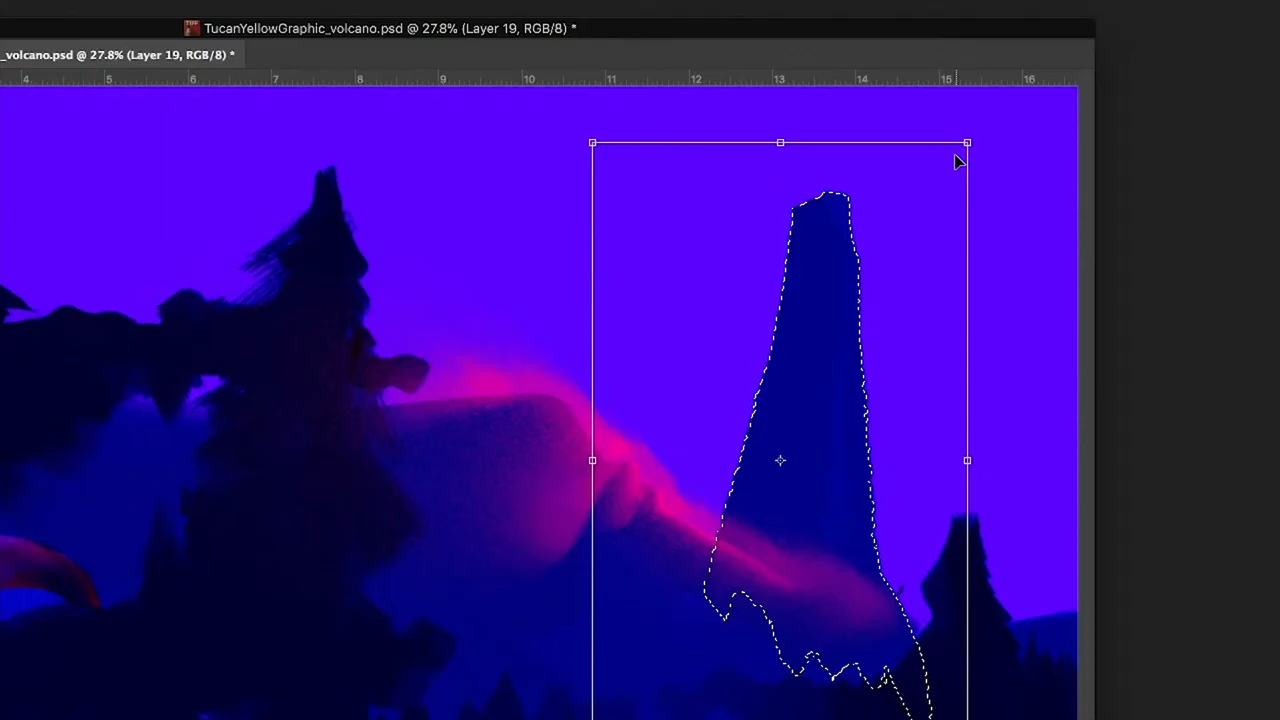 TucanYellowGraphic_volcano.psd @ 27.8% (Layer 19, RGB/8) *
_volcano.psd @ 27.8% (Layer 19, RGB/8) *
4 5 6 7 8 9 10 11 12 13 14 15 16